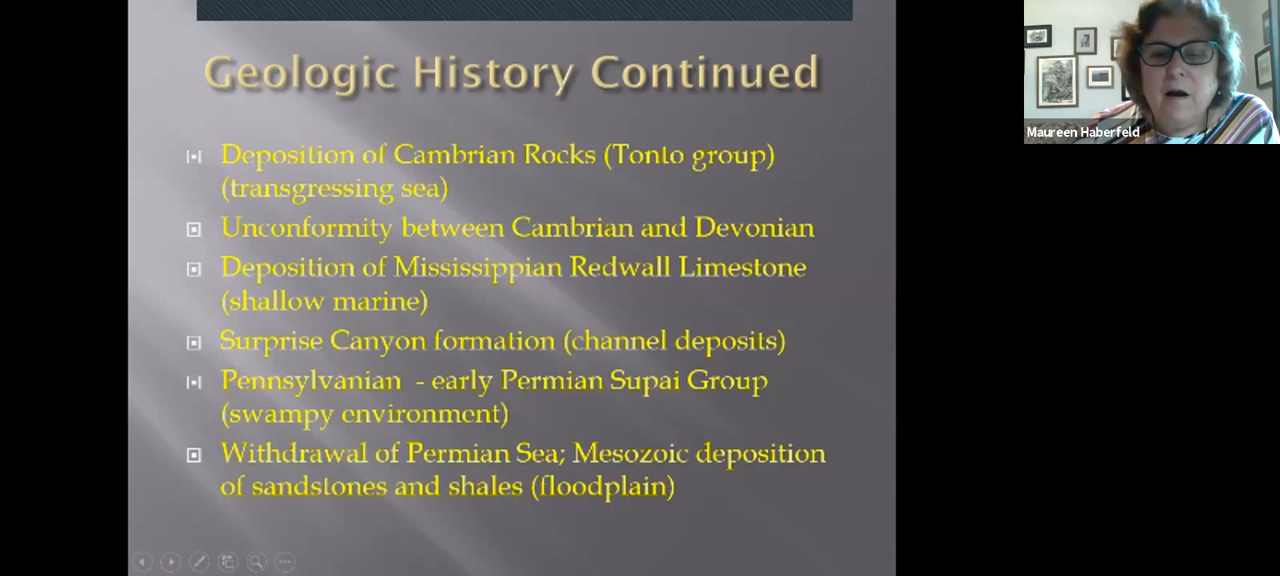 Geologic History Continued
Deposition of Cambrian Rocks (Tonto group)
(transgressing sea)
Unconformity between Cambrian and Devonian
Deposition of Mississippian Redwall Limestone
(shallow marine)
Surprise Canyon formation (channel deposits)
Pennsylvanian - early Permian Supai Group
(swampy environment)
Withdrawal of Permian Sea; Mesozoic deposition
of sandstones and shales (floodplain)
Maureen Haberfeld